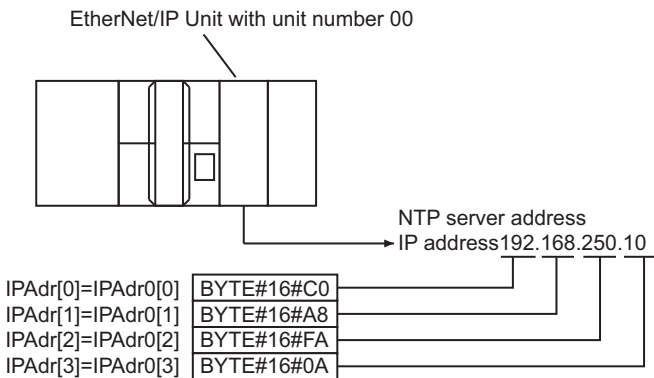 EtherNet/IP Unit with unit number 00
NTP server address
IP address192.168.250.10
IPAdr[0]=IPAdr0[0] BYTE#16#C0
IPAdr[1]=IPAdr0[1] BYTE#16#A8
IPAdr[2]=IPAdr0[2] BYTE#16#FA
IPAdr[3]=IPAdr0[3] BYTE#16#0A